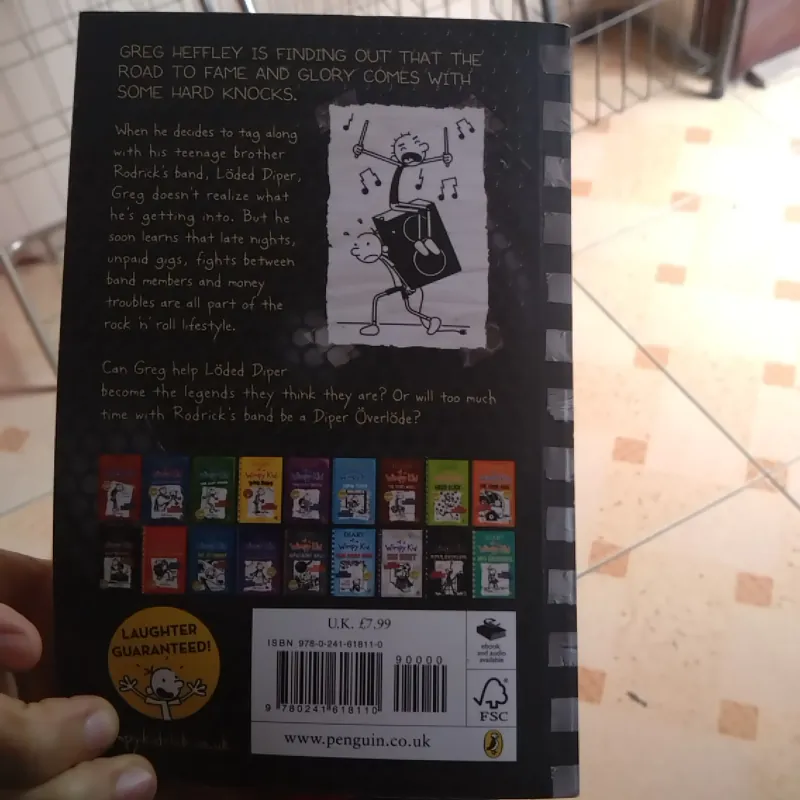 GREG HEFFLEY IS FINDING OUT THAT THE
ROAD TO FAME AND GLORY COMES WITH
SOME HARD KNOCKS.
When he decides to tag along
with his teenage brother
Rodrick's band, Löded Diper,
Greg doesn't realize what
he's getting into. But he
soon learns that late nights,
unpaid gigs, fights between
band members and money
troubles are all part of the
rock 'n' roll lifestyle.
Can Greg help Löded Diper
become the legends they think they are? Or will too much
time with Rodrick's band be a Diper Överlöde?
LAUGHTER
GUARANTEED!
U.K. £7.99
ISBN 978-0-241-61811-0
90000
9 780241 618110
ebook
and audio
available
FSC
www.penguin.co.uk